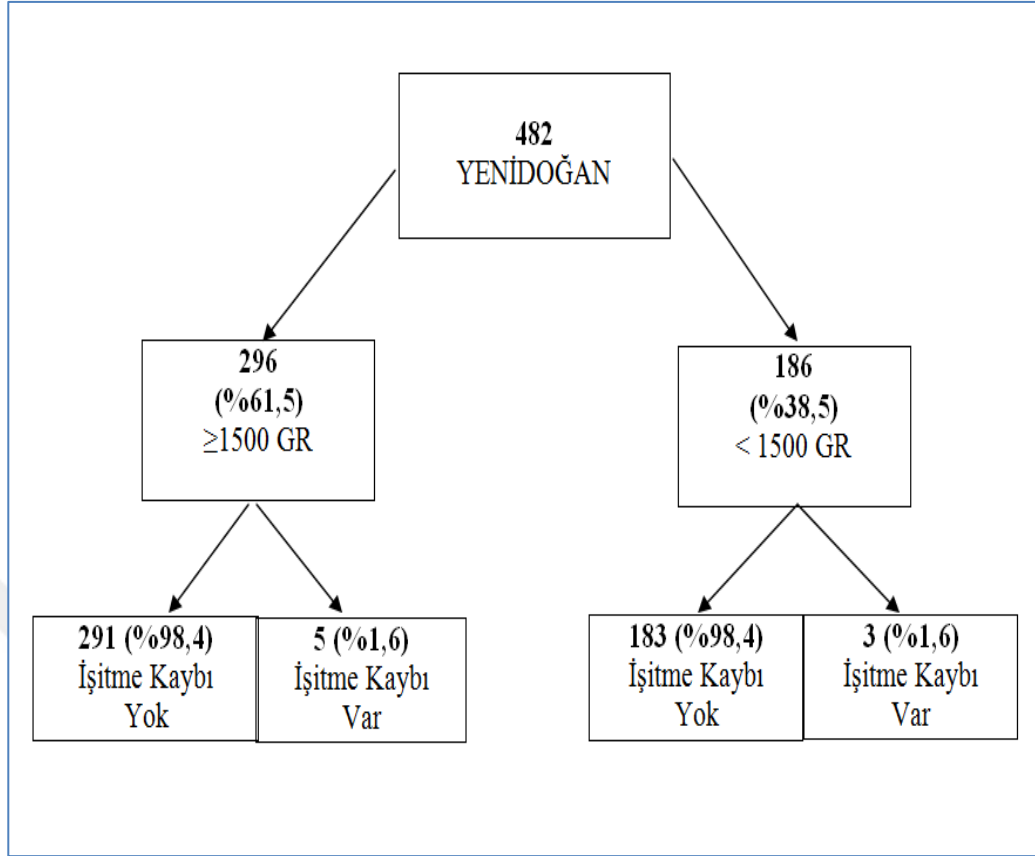 482
YENİDOĞAN
296
(%61,5)
≥1500 GR
186
(%38,5)
< 1500 GR
291 (%98,4)
İşitme Kaybı
Yok
5 (%1,6)
İşitme Kaybı
Var
183 (%98,4)
İşitme Kaybı
Yok
3 (%1,6)
İşitme Kaybı
Var